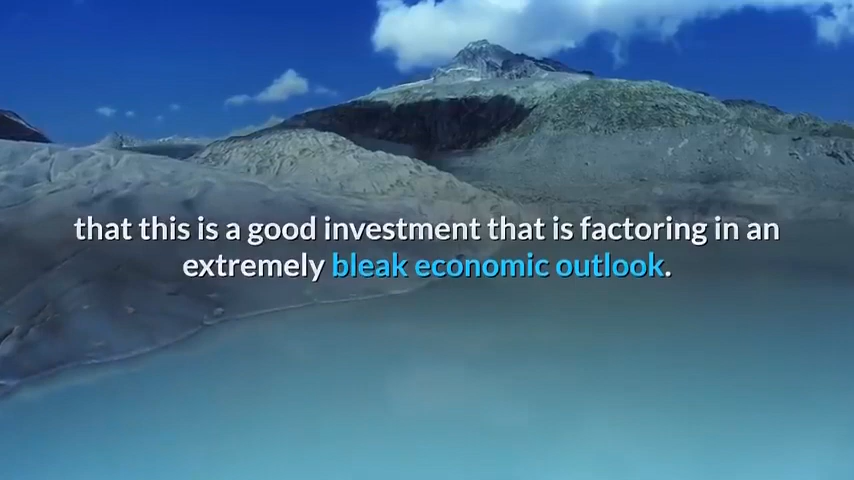 that this is a good investment that is factoring in an
extremely bleak economic outlook.